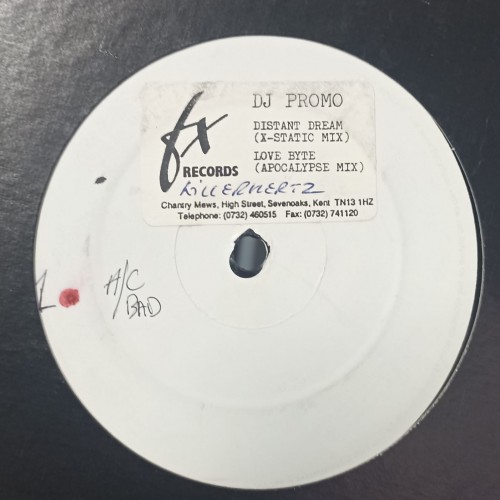 fx
RECORDS
DJ PROMO
DISTANT DREAM
(X-STATIC MIX)
LOVE BYTE
(APOCALYPSE MIX)
KILLERHERTZ
Chantry Mews, High Street, Sevenoaks, Kent TN13 1HZ
Telephone: (0732) 460515 Fax: (0732) 741120
1.
A/C
BAD